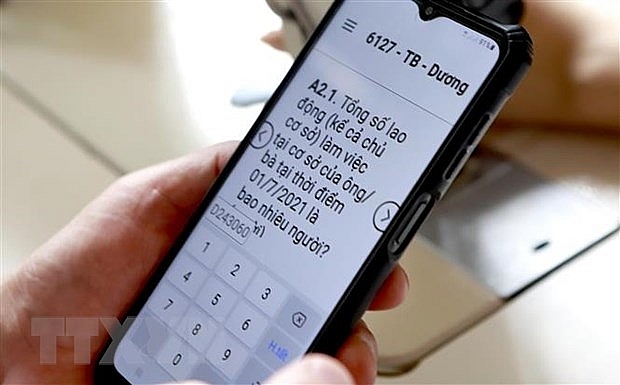 91%
6127 - TB - Dương
A2.1. Tổng số lao
động (kể cả chủ
cơ sở) làm việc
tại cơ sở của ông/
bà tại thời điểm
01/7/2021 là
bao nhiêu người?
D243060
1 2 3
4 5 6
7 8 9
0
TTX